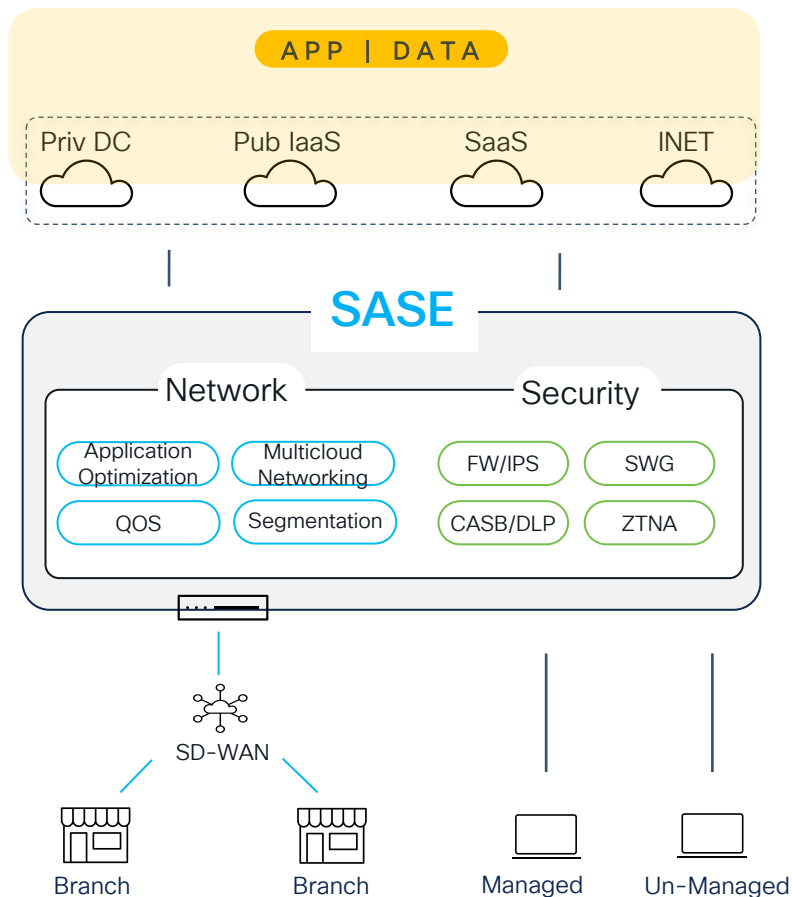 APP | DATA
Priv DC
Pub IaaS
SaaS
INET
SASE
Network
Security
Application
Optimization
Multicloud
Networking
FW/IPS
SWG
QOS
Segmentation
CASB/DLP
ZTNA
SD-WAN
Branch
Branch
Managed
Un-Managed